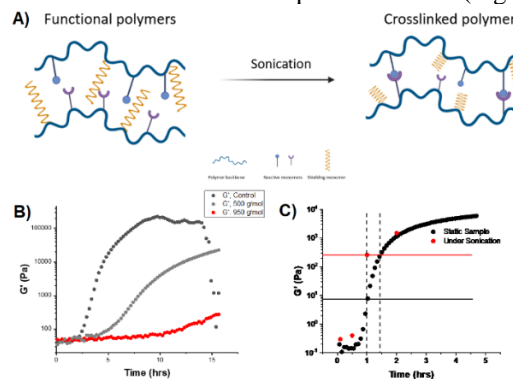 A) Functional polymers
Crosslinked polyme
Sonication
Polymer backbone
Reactive monomers
Shielding monomer
B)
G', Control
G', 500 g/mol
G', 950 g/mol
G' (Pa)
100000
10000
1000
100
0 5 10 15
Time (hrs)
C)
Static Sample
Under Sonication
G' (Pa)
10⁴
10³
10²
10¹
10⁰
10⁻¹
0 1 2 3 4 5
Time (hrs)